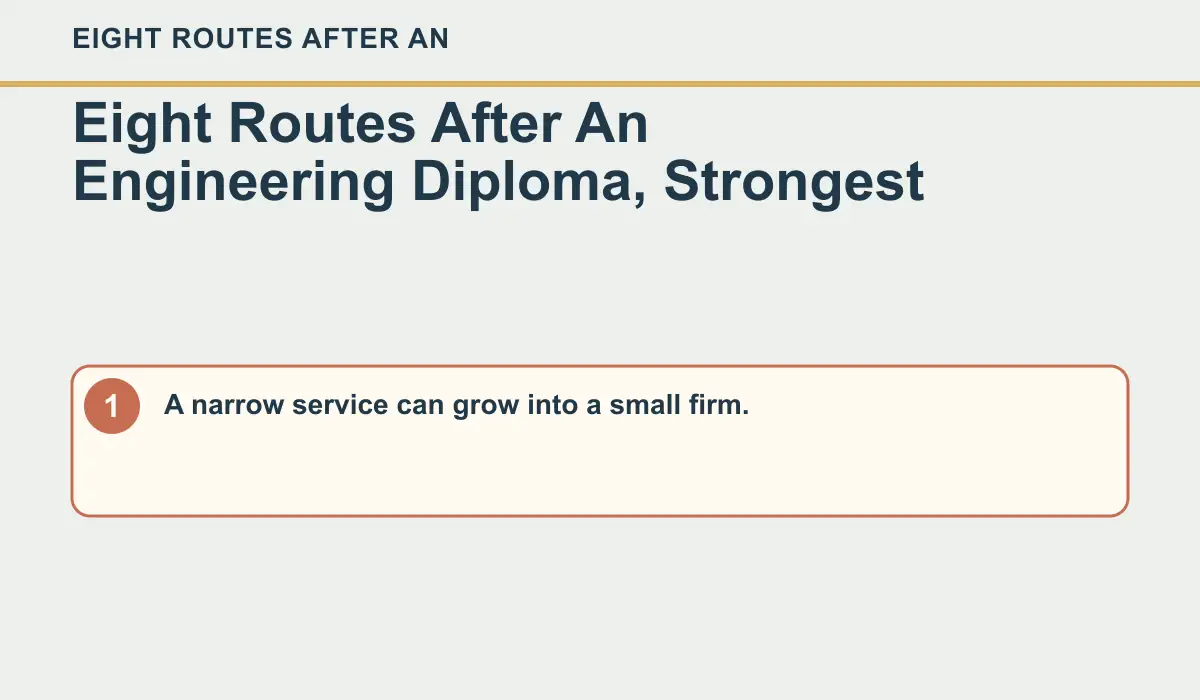 EIGHT ROUTES AFTER AN
Eight Routes After An
Engineering Diploma, Strongest
1
A narrow service can grow into a small firm.